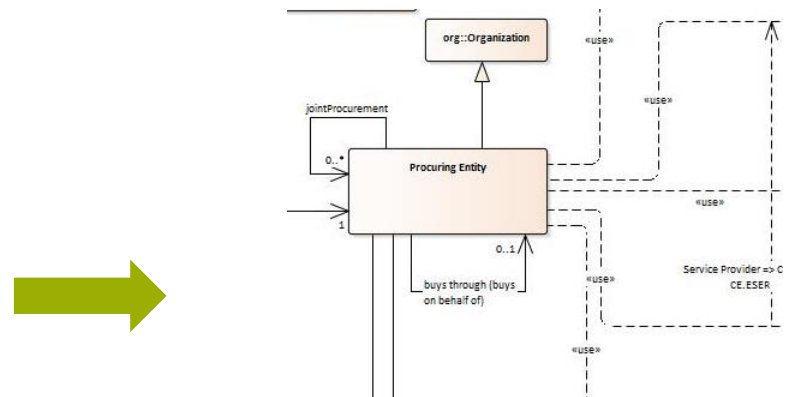 org::Organization
«use»
«use»
jointProcurement
0..*
Procuring Entity
«use»
1
0..1
buys through (buys
on behalf of)
«use»
Service Provider => C
CE.ESER
«use»